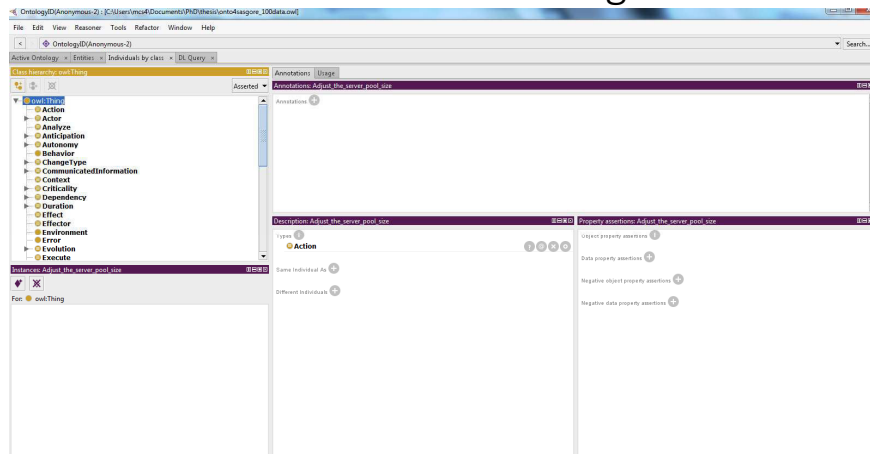 OntologyID(Anonymous-2) : [C:\Users\mcs4\Documents\PhD\thesis\onto4sasgore_100data.owl]
File Edit View Reasoner Tools Refactor Window Help
< OntologyID(Anonymous-2) Search...
Active Ontology × Entities × Individuals by class × DL Query ×
Class hierarchy: owl:Thing
Asserted
owl:Thing
Action
Actor
Analyze
Anticipation
Autonomy
Behavior
ChangeType
CommunicatedInformation
Context
Criticality
Dependency
Duration
Effect
Effector
Environment
Error
Evolution
Execute
Instances: Adjust_the_server_pool_size
For: owl:Thing
Annotations Usage
Annotations: Adjust_the_server_pool_size
Annotations
Description: Adjust_the_server_pool_size
Types
Action
Same Individual As
Different Individuals
Property assertions: Adjust_the_server_pool_size
Object property assertions
Data property assertions
Negative object property assertions
Negative data property assertions